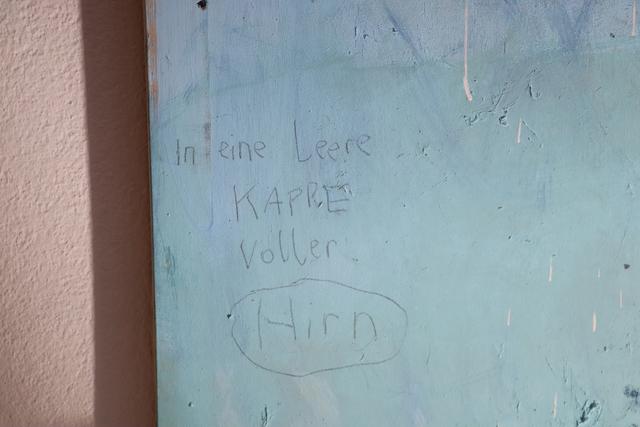 In eine Leere
KAPPE
voller
Hirn